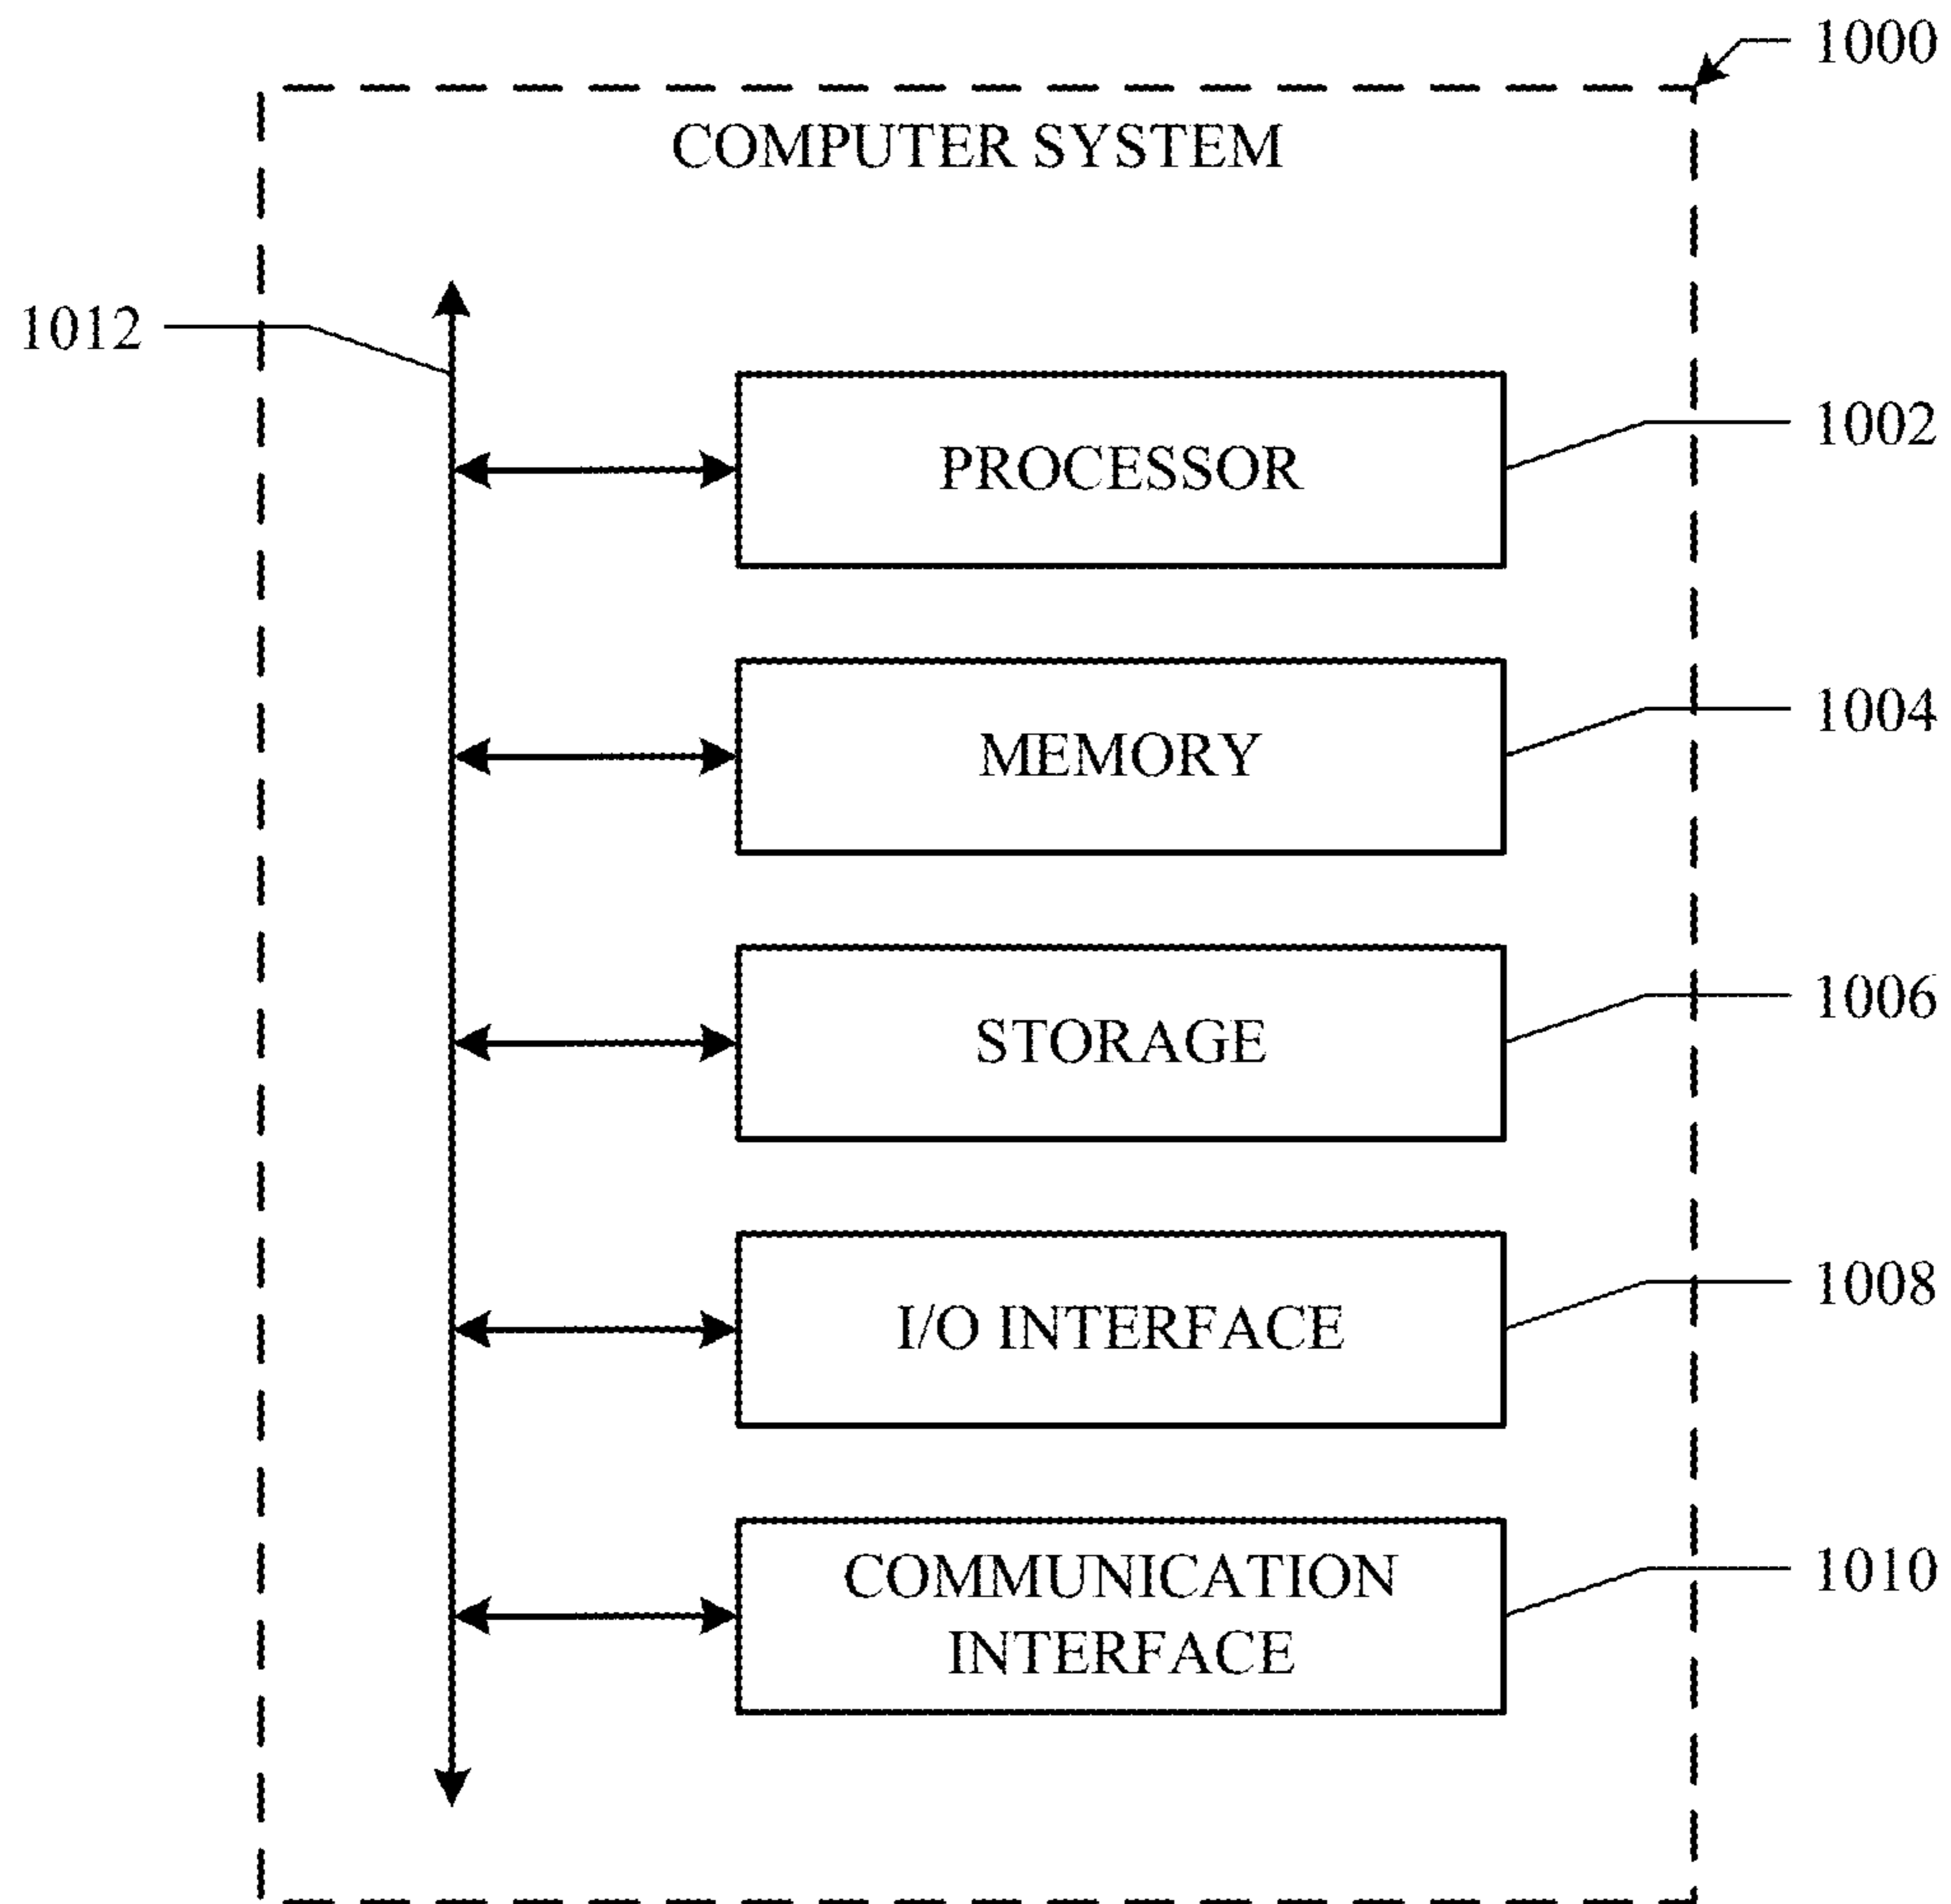 1000
COMPUTER SYSTEM
1012
PROCESSOR
1002
MEMORY
1004
STORAGE
1006
I/O INTERFACE
1008
COMMUNICATION
INTERFACE
1010